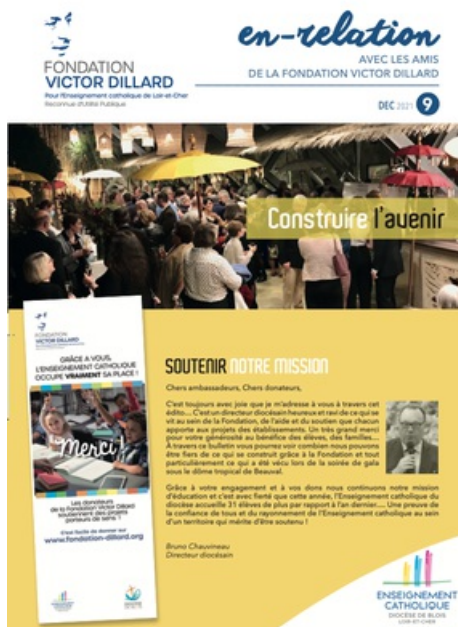 en-relation
AVEC LES AMIS
DE LA FONDATION VICTOR DILLARD
FONDATION
VICTOR DILLARD
Pour l'Enseignement catholique de Loir-et-Cher
Reconnue d'Utilité Publique
DEC 2021 9
Construire l'avenir
FONDATION
VICTOR DILLARD
GRÂCE A VOUS,
L'ENSEIGNEMENT CATHOLIQUE
OCCUPE VRAIMENT SA PLACE !
Merci !
Les donateurs
de la Fondation Victor Dillard
soutiennent des projets
porteurs de sens !
C'est facile de donner sur
www.fondation-dillard.org
SOUTENIR NOTRE MISSION
Chers ambassadeurs, Chers donateurs,
C'est toujours avec joie que je m'adresse à vous à travers cet
édito.... C'est un directeur diocésain heureux et ravi de ce qui se
vit au sein de la Fondation, de l'aide et du soutien que chacun
apporte aux projets des établissements. Un très grand merci
pour votre générosité au bénéfice des élèves, des familles....
À travers ce bulletin vous pourrez voir combien nous pouvons
être fiers de ce qui se construit grâce à la Fondation et tout
particulièrement ce qui a été vécu lors de la soirée de gala
sous le dôme tropical de Beauval.
Grâce à votre engagement et à vos dons nous continuons notre mission
d'éducation et c'est avec fierté que cette année, l'Enseignement catholique du
diocèse accueille 31 élèves de plus par rapport à l'an dernier.... Une preuve de
la confiance de tous et du rayonnement de l'Enseignement catholique au sein
d'un territoire qui mérite d'être soutenu !
Bruno Chauvineau
Directeur diocésain
ENSEIGNEMENT
CATHOLIQUE
DIOCÈSE DE BLOIS
LOIR-ET-CHER